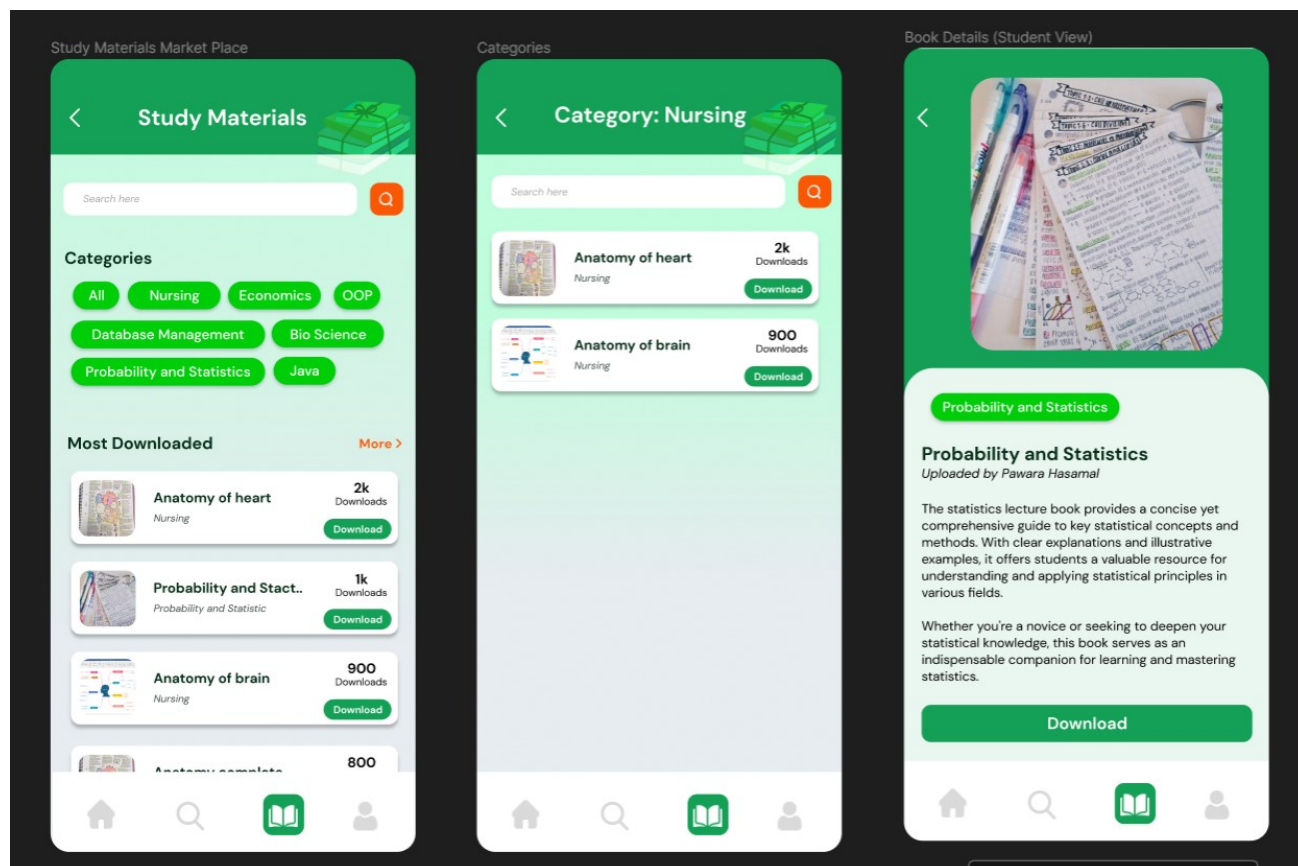 Study Materials Market Place
Study Materials
Search here
Categories
All
Nursing
Economics
OOP
Database Management
Bio Science
Probability and Statistics
Java
Most Downloaded
More >
Anatomy of heart
Nursing
2k
Downloads
Download
Probability and Stact..
Probability and Statistic
1k
Downloads
Download
Anatomy of brain
Nursing
900
Downloads
Download
Anatomy complete
800
Categories
Category: Nursing
Search here
Anatomy of heart
Nursing
2k
Downloads
Download
Anatomy of brain
Nursing
900
Downloads
Download
Book Details (Student View)
Probability and Statistics
Probability and Statistics
Uploaded by Pawara Hasamal
The statistics lecture book provides a concise yet
comprehensive guide to key statistical concepts and
methods. With clear explanations and illustrative
examples, it offers students a valuable resource for
understanding and applying statistical principles in
various fields.
Whether you're a novice or seeking to deepen your
statistical knowledge, this book serves as an
indispensable companion for learning and mastering
statistics.
Download